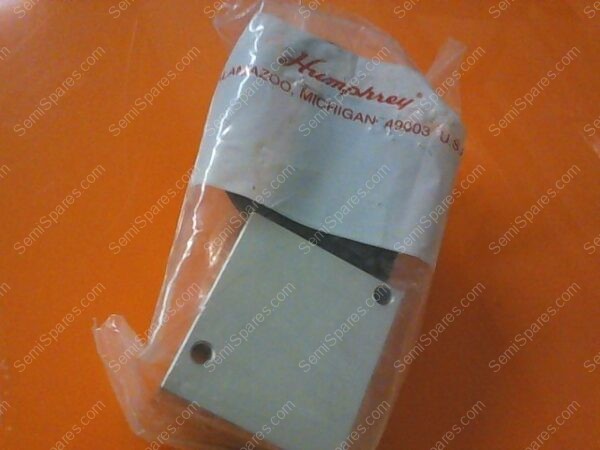 Humphrey®
KALAMAZOO, MICHIGAN 49003 U.S.A.
SemiSpares.com